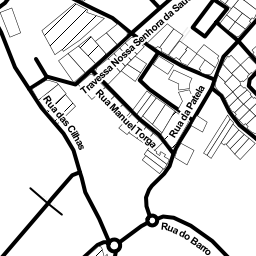 Travessa Nossa Senhora da Saú
Rua das Cilhas
Rua Manuel Torga
Rua da Patela
Rua do Barro